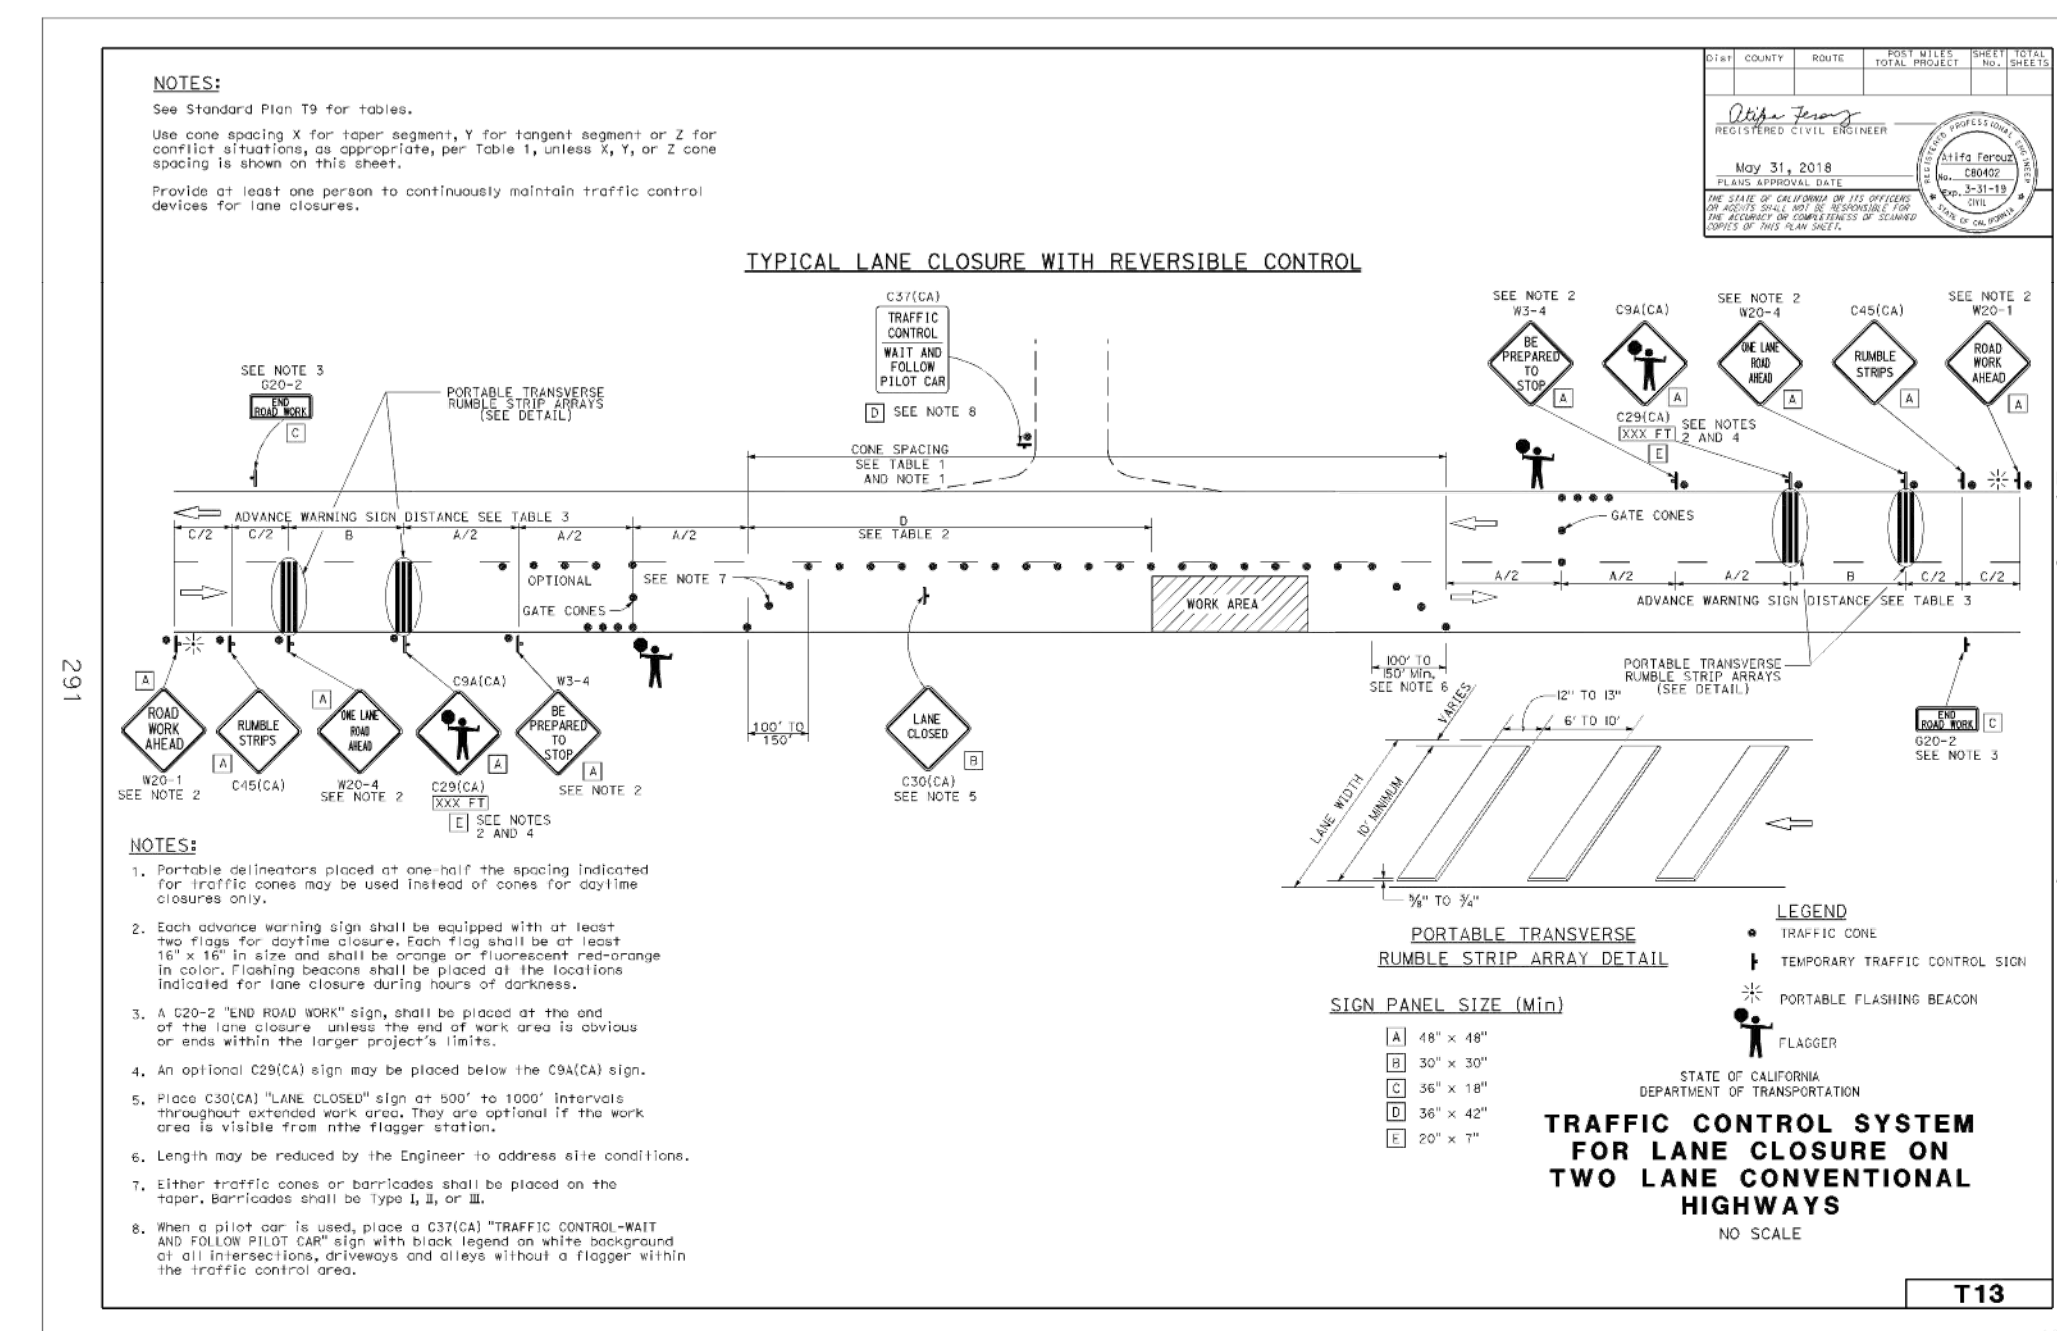 NOTES:
See Standard Plan T9 for tables.
Use cone spacing X for taper segment, Y for tangent segment or Z for
conflict situations, as appropriate, per Table 1, unless X, Y, or Z cone
spacing is shown on this sheet.
Provide at least one person to continuously maintain traffic control
devices for lane closures.
Dist COUNTY ROUTE POST MILES TOTAL PROJECT SHEET No. TOTAL SHEETS
Atifa Ferouz
REGISTERED CIVIL ENGINEER
May 31, 2018
PLANS APPROVAL DATE
THE STATE OF CALIFORNIA OR ITS OFFICERS
OR AGENTS SHALL NOT BE RESPONSIBLE FOR
THE ACCURACY OR COMPLETENESS OF SCANNED
COPIES OF THIS PLAN SHEET.
REGISTERED PROFESSIONAL ENGINEER
Atifa Ferouz
No. C80402
Exp. 3-31-19
CIVIL
STATE OF CALIFORNIA
TYPICAL LANE CLOSURE WITH REVERSIBLE CONTROL
C37(CA)
TRAFFIC
CONTROL
WAIT AND
FOLLOW
PILOT CAR
D SEE NOTE 8
SEE NOTE 3
G20-2
END
ROAD WORK
C
PORTABLE TRANSVERSE
RUMBLE STRIP ARRAYS
(SEE DETAIL)
CONE SPACING
SEE TABLE 1
AND NOTE 1
SEE NOTE 2
W3-4
BE
PREPARED
TO
STOP
A
C9A(CA)
A
C29(CA)
XXX FT
SEE NOTES
2 AND 4
E
SEE NOTE 2
W20-4
ONE LANE
ROAD
AHEAD
A
C45(CA)
RUMBLE
STRIPS
A
SEE NOTE 2
W20-1
ROAD
WORK
AHEAD
A
ADVANCE WARNING SIGN DISTANCE SEE TABLE 3
C/2 C/2 B A/2 A/2 A/2
D
SEE TABLE 2
GATE CONES
OPTIONAL
SEE NOTE 7
GATE CONES
WORK AREA
A/2 A/2 A/2 B C/2 C/2
ADVANCE WARNING SIGN DISTANCE SEE TABLE 3
A
ROAD
WORK
AHEAD
W20-1
SEE NOTE 2
RUMBLE
STRIPS
A
C45(CA)
A
ONE LANE
ROAD
AHEAD
W20-4
SEE NOTE 2
C9A(CA)
A
C29(CA)
XXX FT
E SEE NOTES
2 AND 4
W3-4
BE
PREPARED
TO
STOP
A
SEE NOTE 2
100' TO
150'
LANE
CLOSED
B
C30(CA)
SEE NOTE 5
100' TO
150' Min.
SEE NOTE 6
PORTABLE TRANSVERSE
RUMBLE STRIP ARRAYS
(SEE DETAIL)
END
ROAD WORK
C
G20-2
SEE NOTE 3
VARIES
12" TO 13"
6' TO 10'
LANE WIDTH
10' MINIMUM
5/8" TO 3/4"
PORTABLE TRANSVERSE
RUMBLE STRIP ARRAY DETAIL
NOTES:
1. Portable delineators placed at one-half the spacing indicated
for traffic cones may be used instead of cones for daytime
closures only.
2. Each advance warning sign shall be equipped with at least
two flags for daytime closure. Each flag shall be at least
16" x 16" in size and shall be orange or fluorescent red-orange
in color. Flashing beacons shall be placed at the locations
indicated for lane closure during hours of darkness.
3. A G20-2 "END ROAD WORK" sign, shall be placed at the end
of the lane closure unless the end of work area is obvious
or ends within the larger project's limits.
4. An optional C29(CA) sign may be placed below the C9A(CA) sign.
5. Place C30(CA) "LANE CLOSED" sign at 500' to 1000' intervals
throughout extended work area. They are optional if the work
area is visible from nthe flagger station.
6. Length may be reduced by the Engineer to address site conditions.
7. Either traffic cones or barricades shall be placed on the
taper. Barricades shall be Type I, II, or III.
8. When a pilot car is used, place a C37(CA) "TRAFFIC CONTROL-WAIT
AND FOLLOW PILOT CAR" sign with black legend on white background
at all intersections, driveways and alleys without a flagger within
the traffic control area.
SIGN PANEL SIZE (Min)
A 48" x 48"
B 30" x 30"
C 36" x 18"
D 36" x 42"
E 20" x 7"
LEGEND
TRAFFIC CONE
TEMPORARY TRAFFIC CONTROL SIGN
PORTABLE FLASHING BEACON
FLAGGER
STATE OF CALIFORNIA
DEPARTMENT OF TRANSPORTATION
TRAFFIC CONTROL SYSTEM
FOR LANE CLOSURE ON
TWO LANE CONVENTIONAL
HIGHWAYS
NO SCALE
T13
291